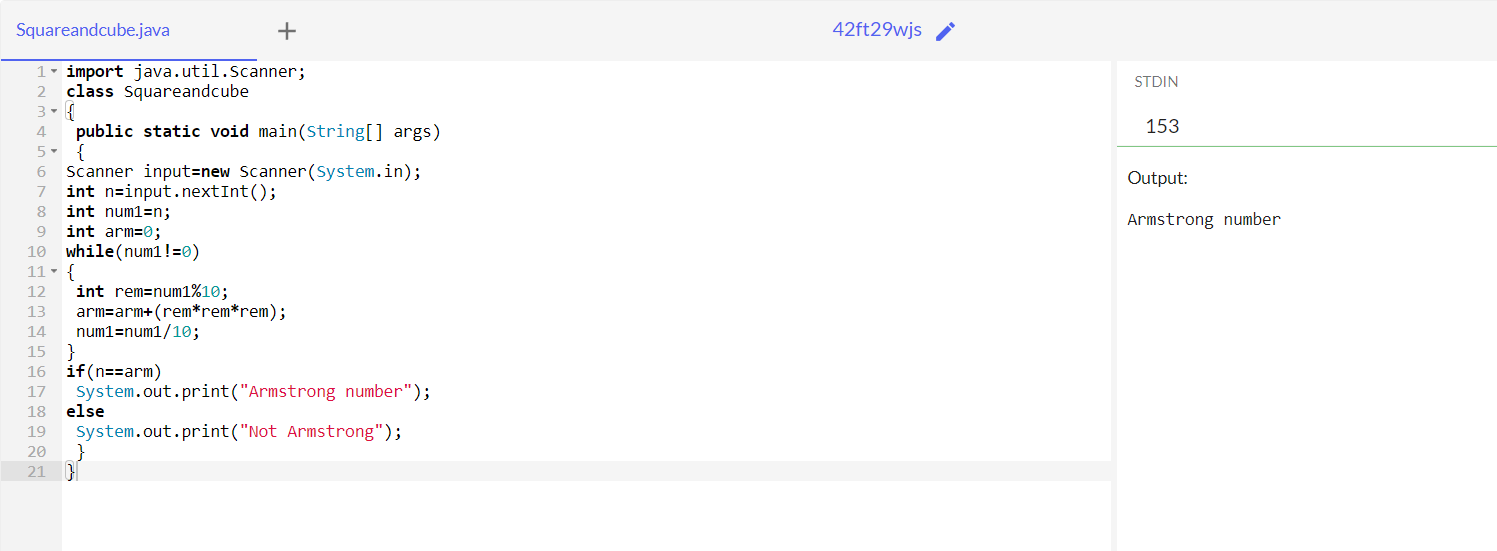 Squareandcube.java +
42ft29wjs
1 import java.util.Scanner;
2 class Squareandcube
3 {
4  public static void main(String[] args)
5  {
6 Scanner input=new Scanner(System.in);
7 int n=input.nextInt();
8 int num1=n;
9 int arm=0;
10 while(num1!=0)
11 {
12  int rem=num1%10;
13  arm=arm+(rem*rem*rem);
14  num1=num1/10;
15 }
16 if(n==arm)
17  System.out.print("Armstrong number");
18 else
19  System.out.print("Not Armstrong");
20  }
21 }
STDIN
153
Output:
Armstrong number